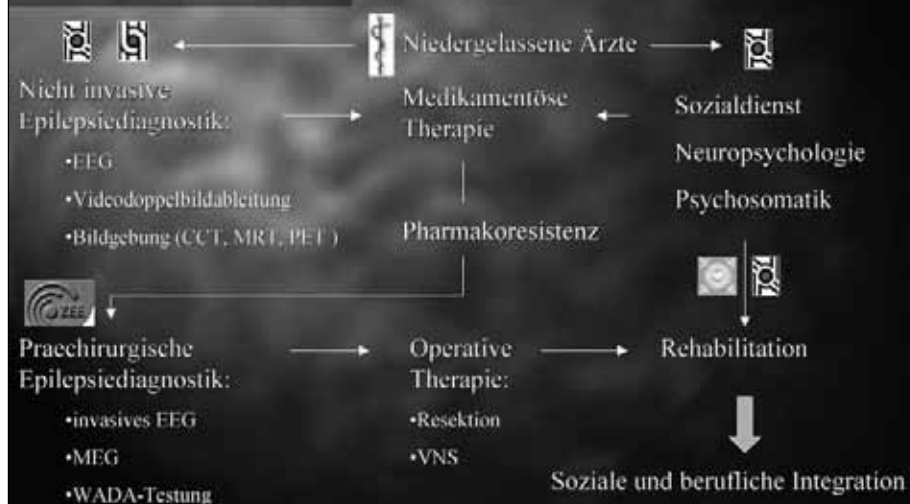 Niedergelassene Ärzte
Nicht invasive
Epilepsiediagnostik:
•EEG
•Videodoppelbildableitung
•Bildgebung (CCT, MRT, PET )
Medikamentöse
Therapie
Sozialdienst
Neuropsychologie
Psychosomatik
Pharmakoresistenz
ZEE
Praechirurgische
Epilepsiediagnostik:
•invasives EEG
•MEG
•WADA-Testung
Operative
Therapie:
•Resektion
•VNS
Rehabilitation
Soziale und berufliche Integration